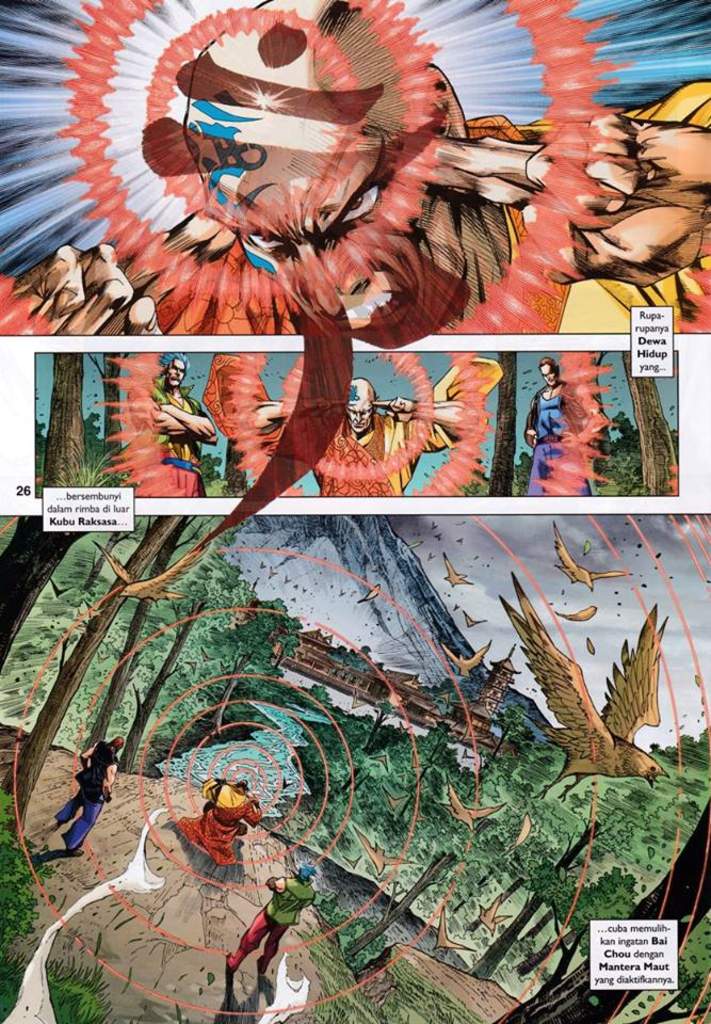 Rupa-
rupanya
Dewa
Hidup
yang...
26
...bersembunyi
dalam rimba di luar
Kubu Raksasa...
...cuba memulih-
kan ingatan Bai
Chou dengan
Mantera Maut
yang diaktifkannya.